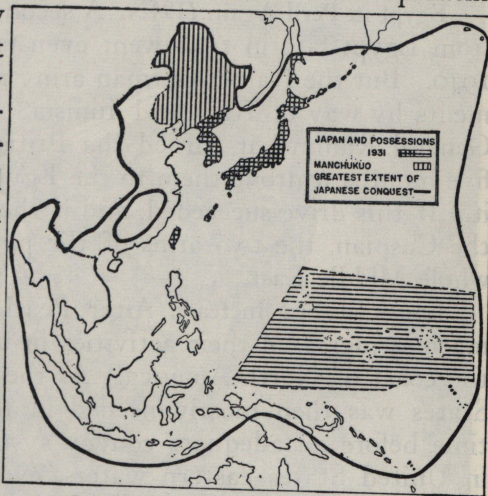 JAPAN AND POSSESSIONS
1931
MANCHUKUO
GREATEST EXTENT OF
JAPANESE CONQUEST